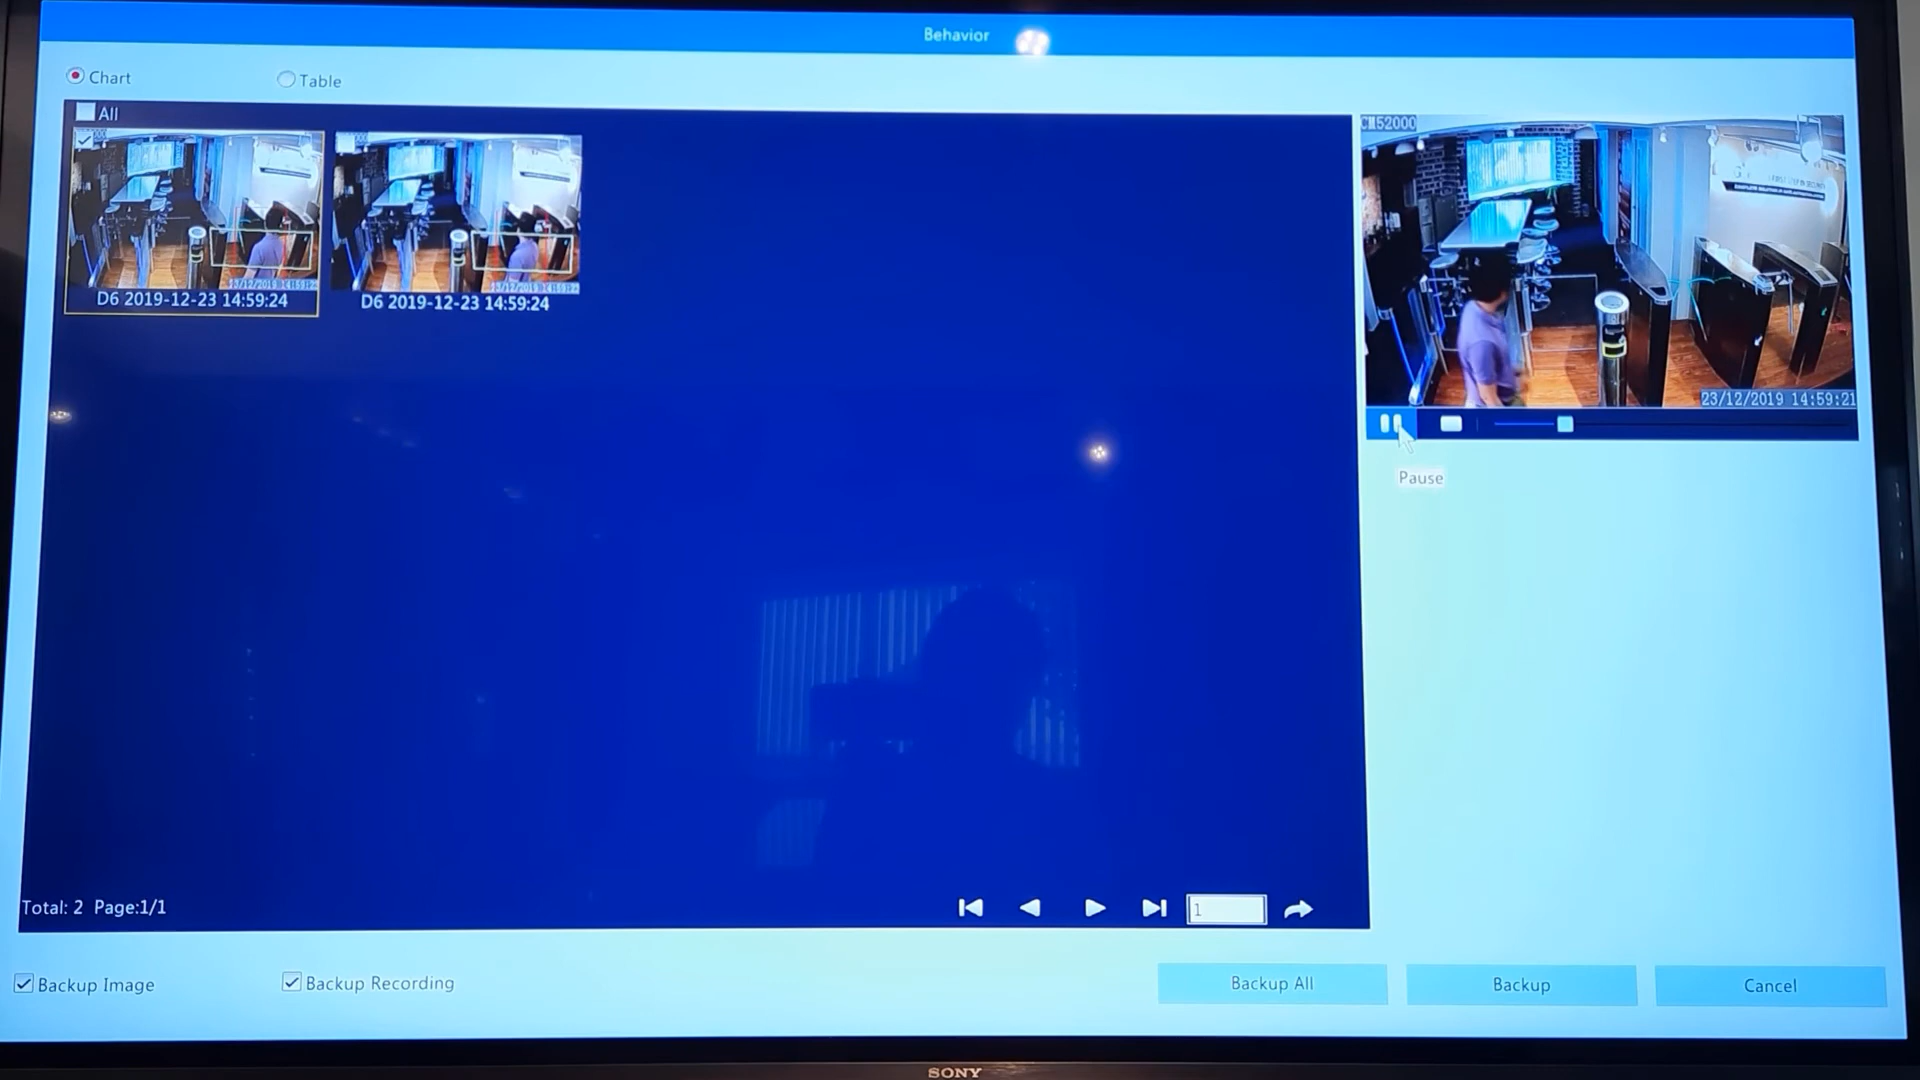 Behavior
Chart
Table
All
D6 2019-12-23 14:59:24
D6 2019-12-23 14:59:24
CM52000
23/12/2019 14:59:21
Pause
Total: 2 Page:1/1
1
Backup Image
Backup Recording
Backup All
Backup
Cancel
SONY